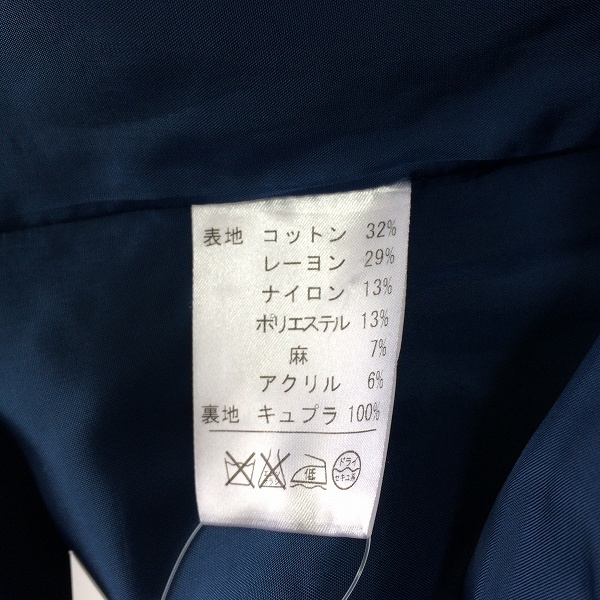 表地 コットン 32%
レーヨン 29%
ナイロン 13%
ポリエステル 13%
麻 7%
アクリル 6%
裏地 キュプラ 100%
低 ドライ
セキユ系